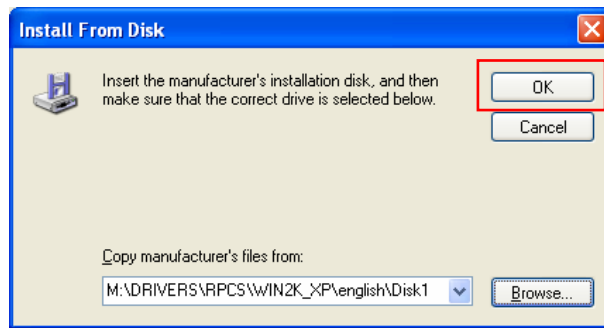 Install From Disk
Insert the manufacturer's installation disk, and then
make sure that the correct drive is selected below.
OK
Cancel
Copy manufacturer's files from:
M:\DRIVERS\RPCS\WIN2K_XP\english\Disk1
Browse...